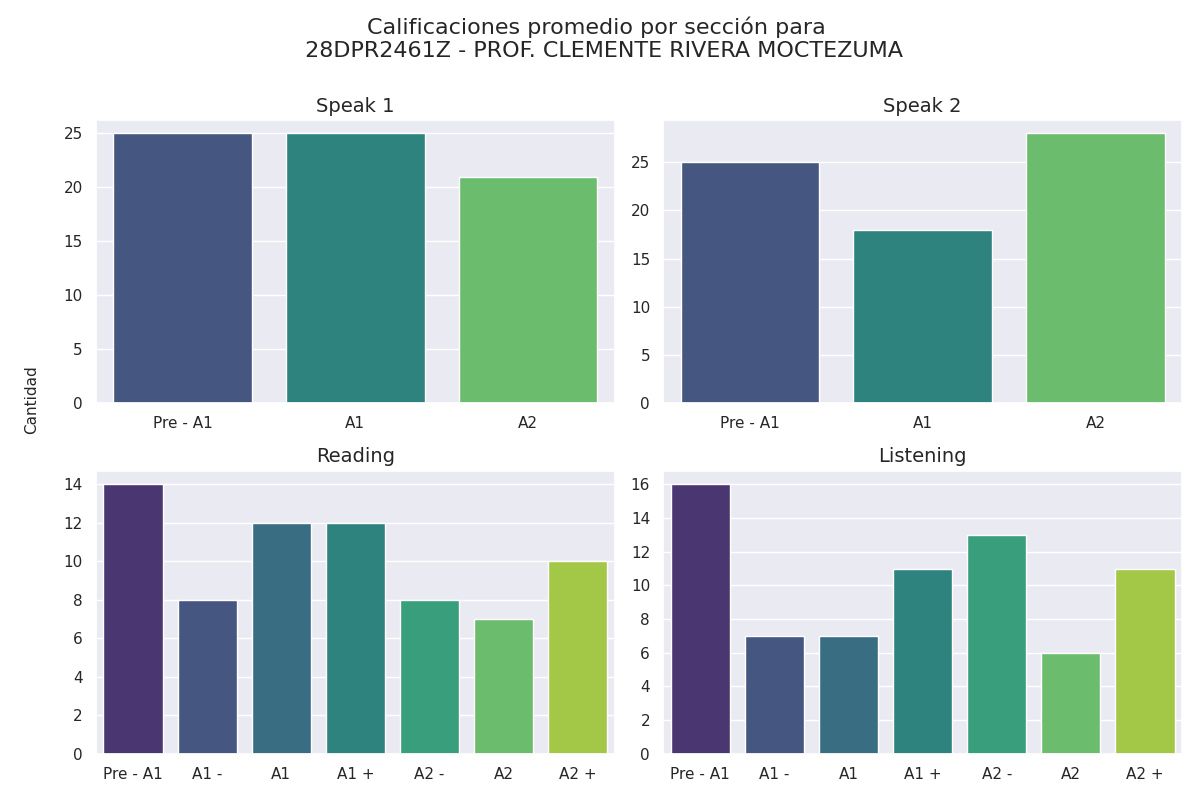 Calificaciones promedio por sección para
28DPR2461Z - PROF. CLEMENTE RIVERA MOCTEZUMA
Cantidad
Speak 1
25
20
15
10
5
0
Pre - A1 A1 A2
Speak 2
25
20
15
10
5
0
Pre - A1 A1 A2
Reading
14
12
10
8
6
4
2
0
Pre - A1 A1 - A1 A1 + A2 - A2 A2 +
Listening
16
14
12
10
8
6
4
2
0
Pre - A1 A1 - A1 A1 + A2 - A2 A2 +